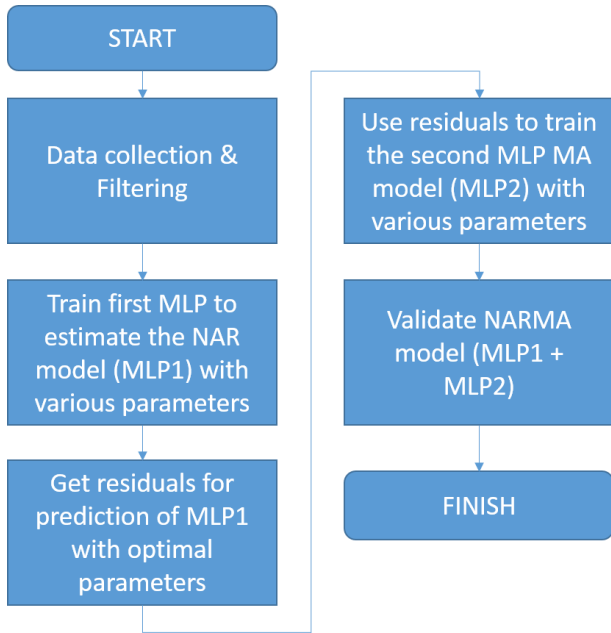 START
Data collection &
Filtering
Train first MLP to
estimate the NAR
model (MLP1) with
various parameters
Get residuals for
prediction of MLP1
with optimal
parameters
Use residuals to train
the second MLP MA
model (MLP2) with
various parameters
Validate NARMA
model (MLP1 +
MLP2)
FINISH